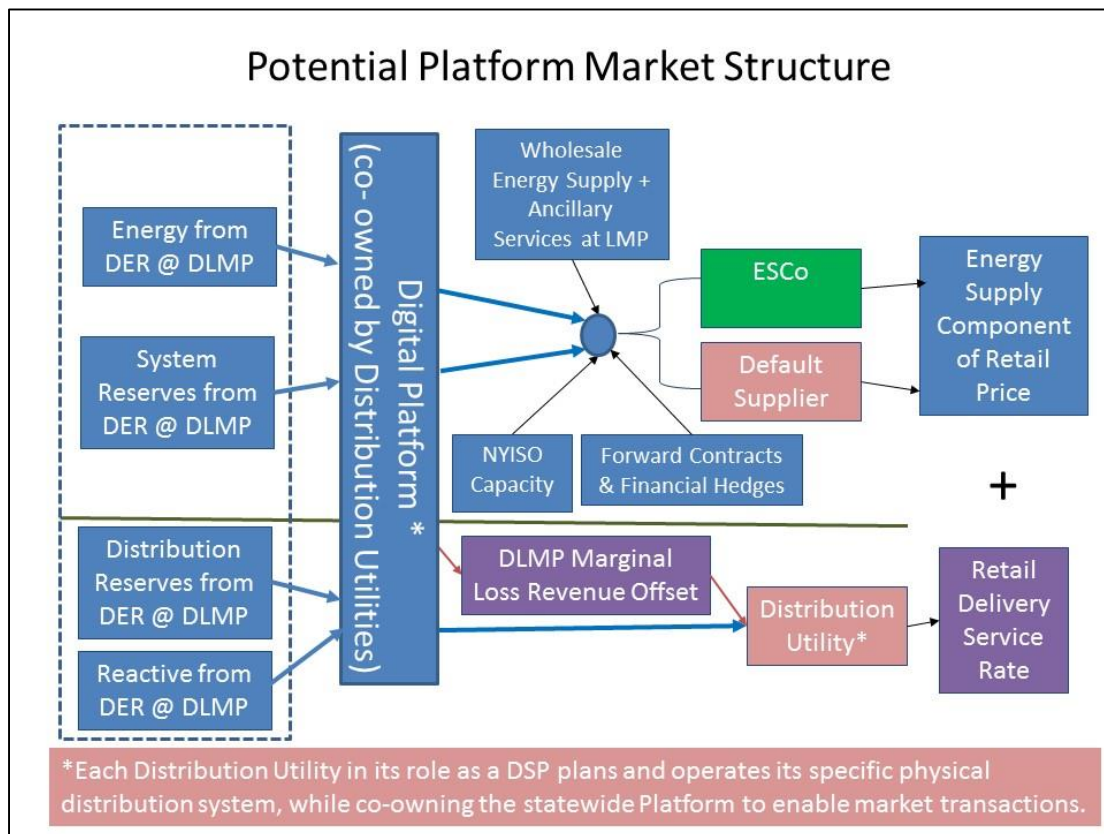 Potential Platform Market Structure
Energy from
DER @ DLMP
System
Reserves from
DER @ DLMP
Distribution
Reserves from
DER @ DLMP
Reactive from
DER @ DLMP
Digital Platform *
(co- owned by Distribution Utilities)
Wholesale
Energy Supply +
Ancillary
Services at LMP
NYISO
Capacity
Forward Contracts
& Financial Hedges
ESCo
Default
Supplier
Energy
Supply
Component
of Retail
Price
+
DLMP Marginal
Loss Revenue Offset
Distribution
Utility*
Retail
Delivery
Service
Rate
*Each Distribution Utility in its role as a DSP plans and operates its specific physical
distribution system, while co-owning the statewide Platform to enable market transactions.